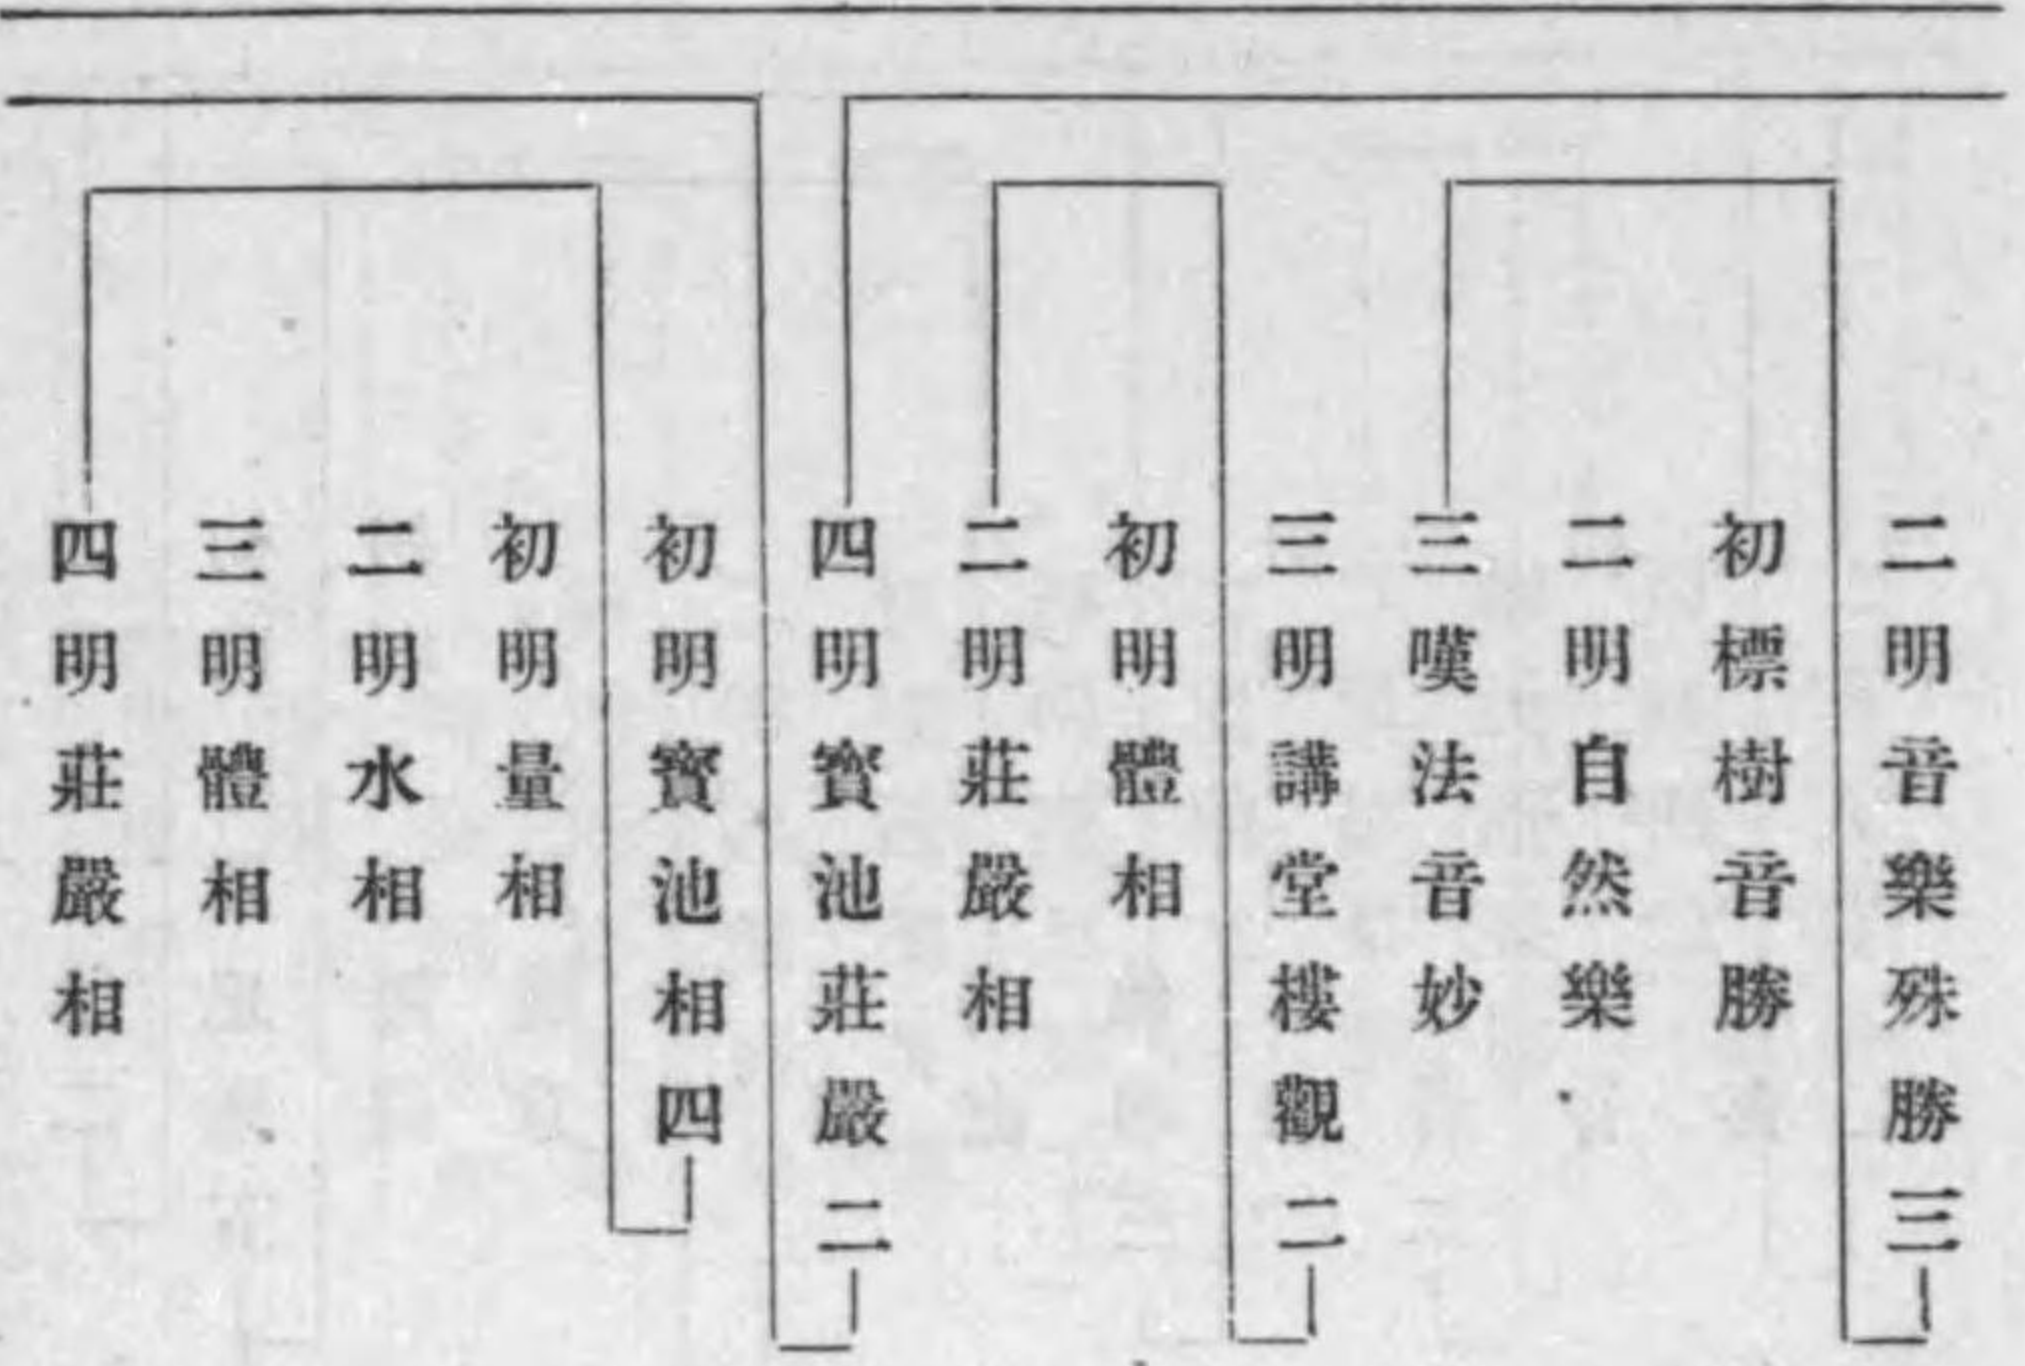 二明音樂殊勝三
初標樹音勝
二明自然樂
三嘆法音妙
三明講堂樓觀二
初明體相
二明莊嚴相
四明寳池莊嚴二
初明寳池相四
初明量相
二明水相
三明體相
四明莊嚴相